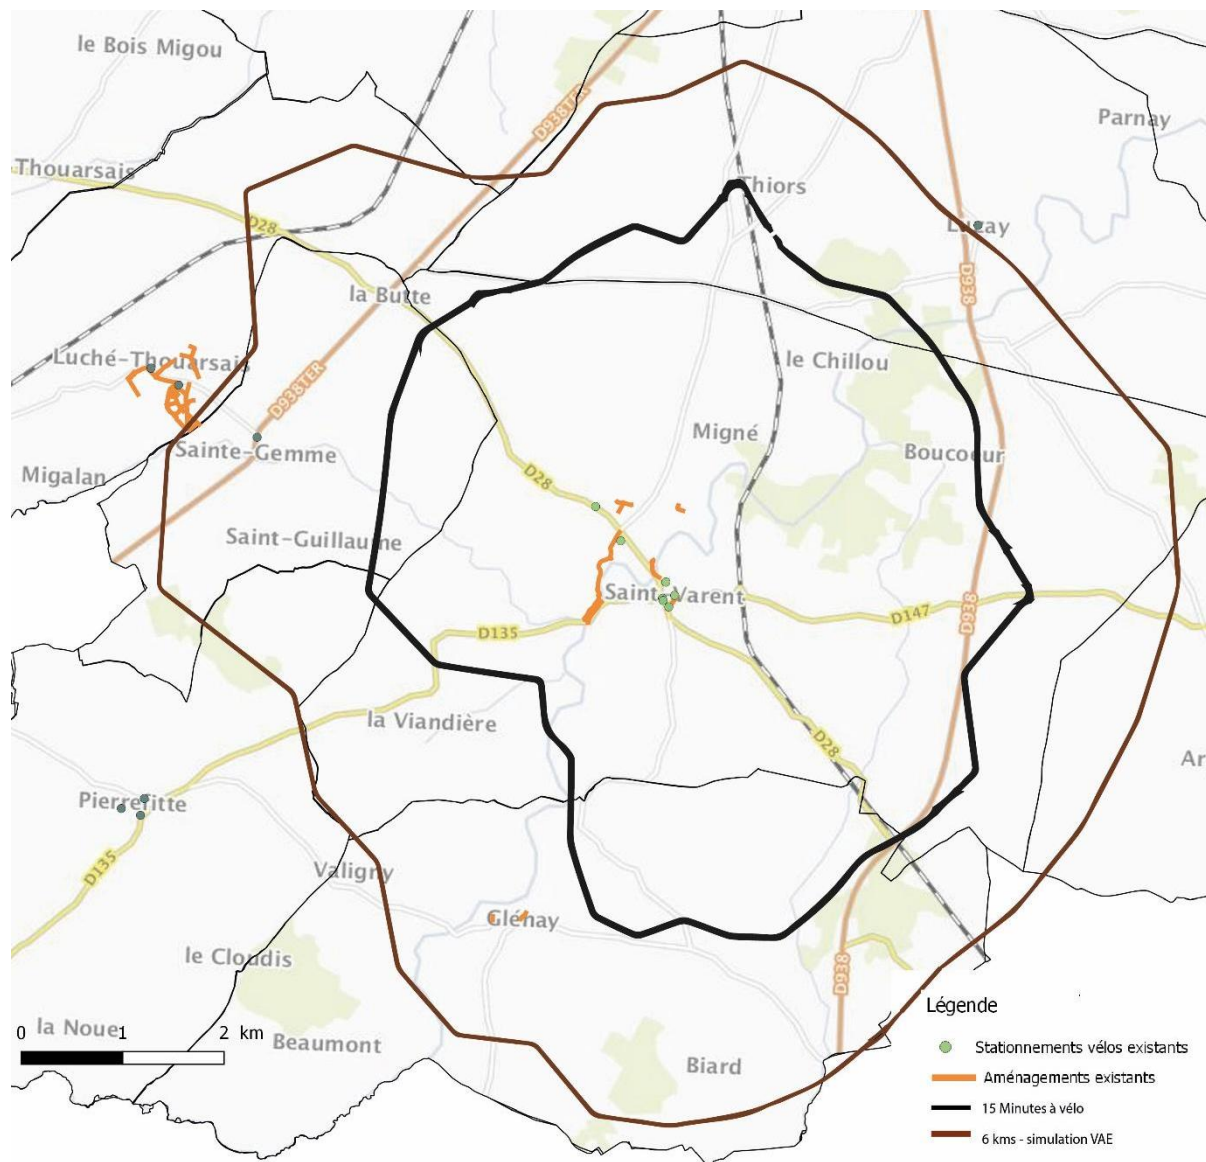 le Bois Migou
D938TER
Parnay
Thouarsais
Thiors
D28
Luzay
la Butte
D938
Luché-Thouarsais
le Chillou
D938TER
Migné
Sainte-Gemme
Boucoeur
Migalan
D28
Saint-Guillaume
Saint-Varent
D147
D938
D135
la Viandière
D28
Ar
Pierrefitte
D135
Valigny
Glénay
le Cloudis
D938
Légende
0 1 2 km
la Noue
Beaumont
Biard
Stationnements vélos existants
Aménagements existants
15 Minutes à vélo
6 kms - simulation VAE